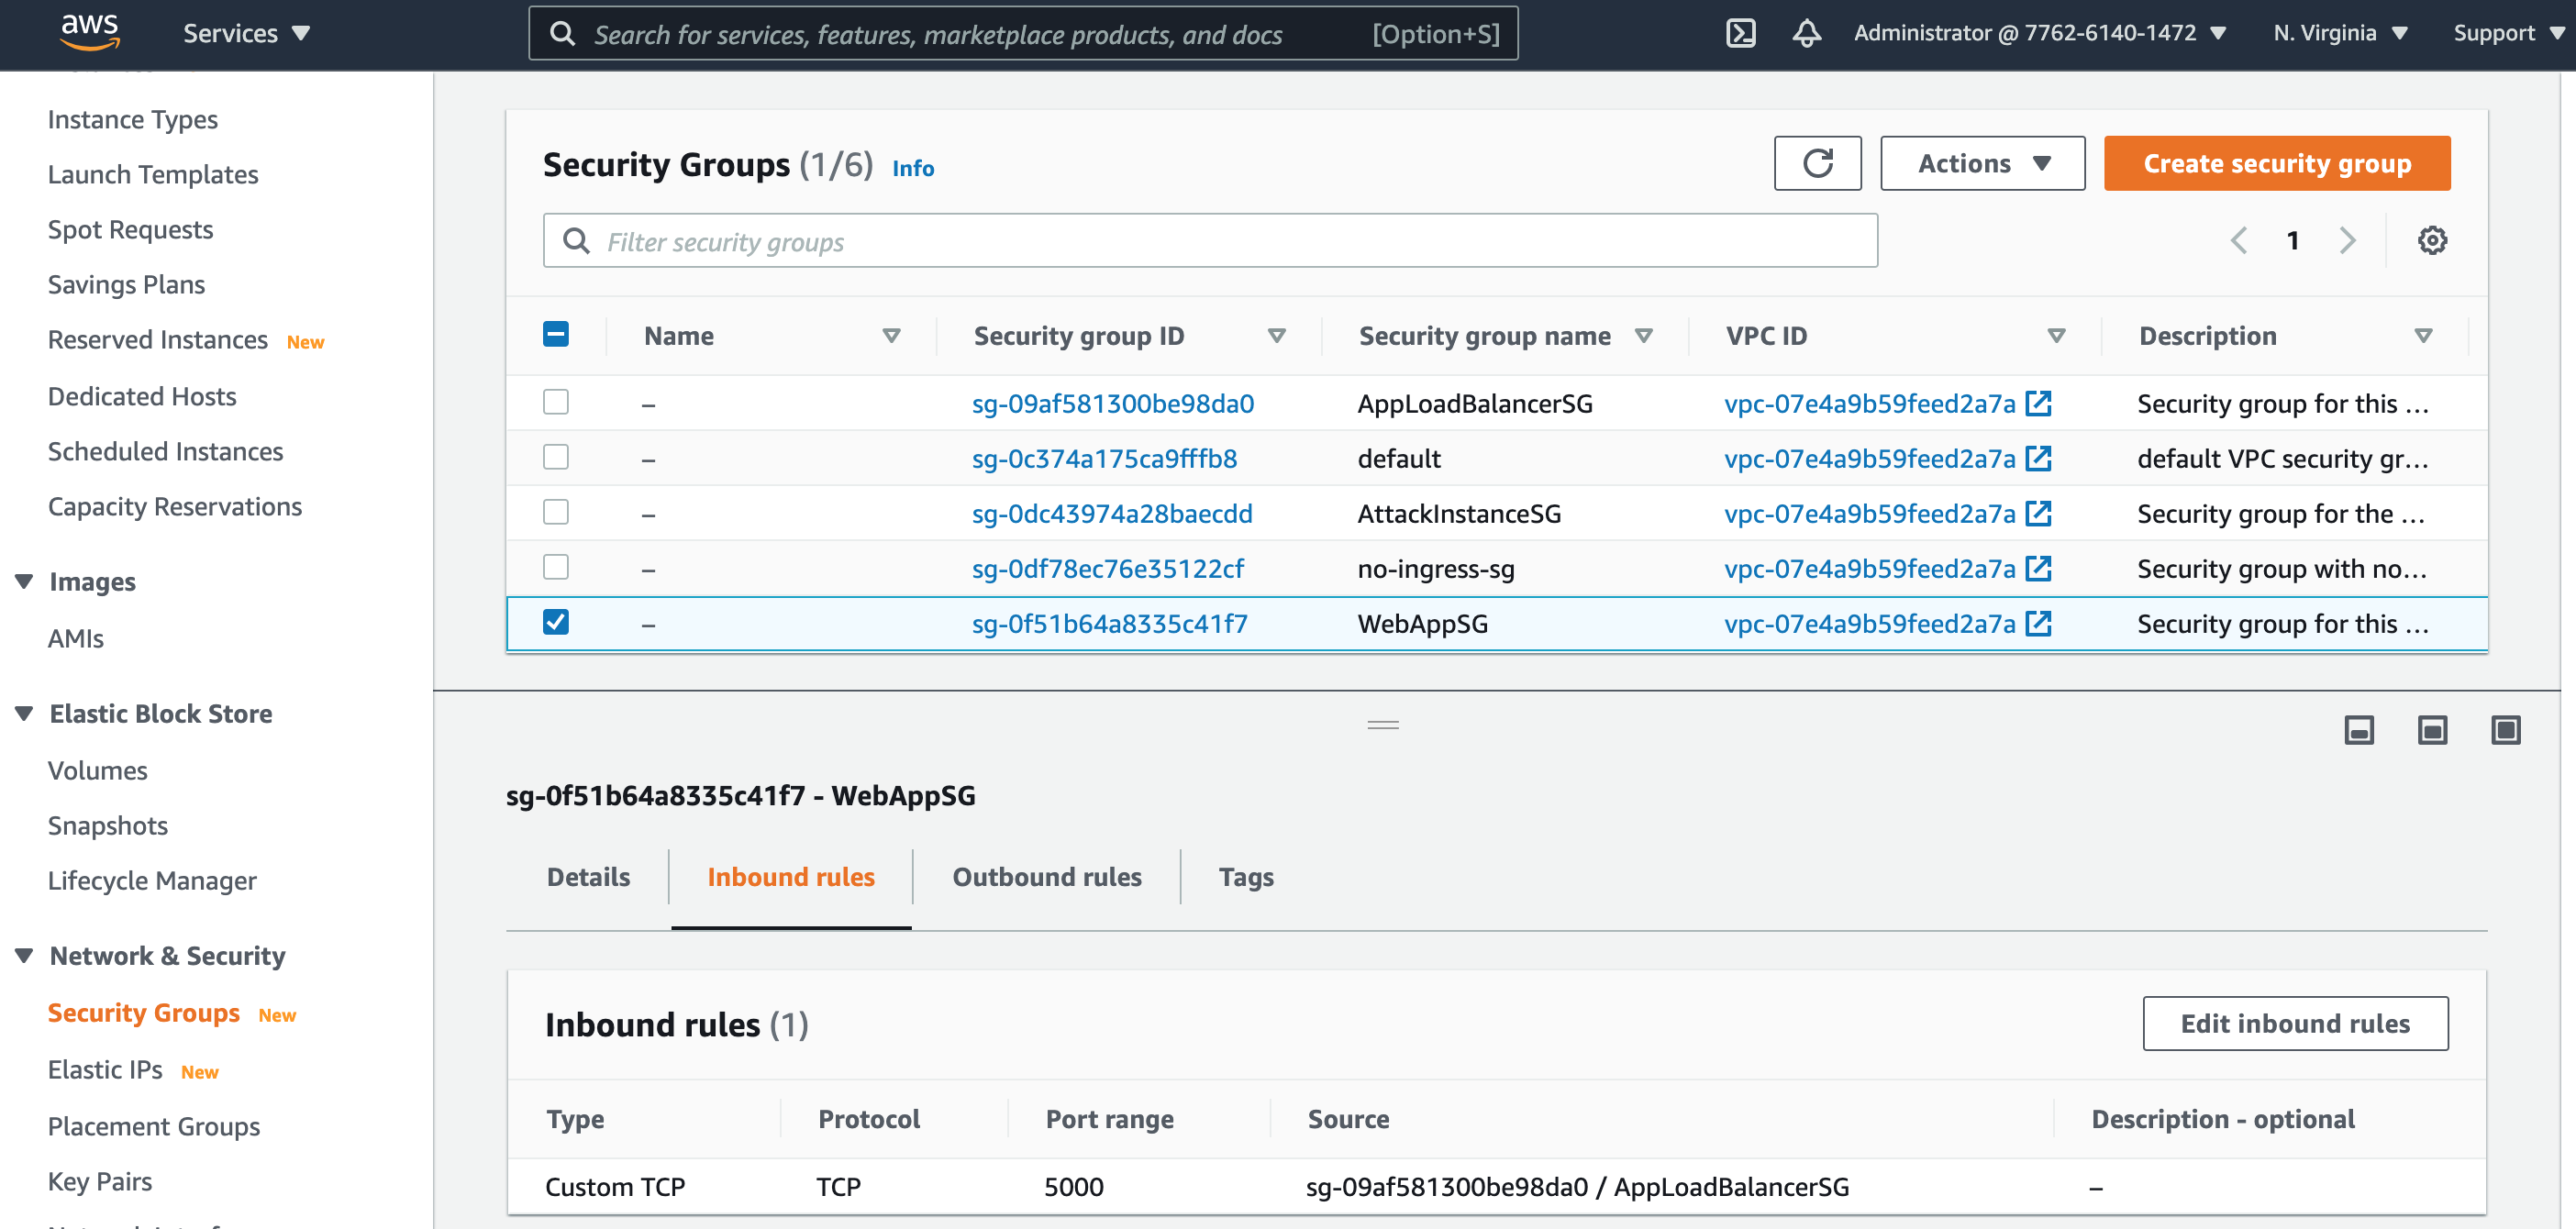 aws
Services
Search for services, features, marketplace products, and docs
[Option+S]
Administrator @ 7762-6140-1472
N. Virginia
Support
Instance Types
Launch Templates
Spot Requests
Savings Plans
Reserved Instances New
Dedicated Hosts
Scheduled Instances
Capacity Reservations
Images
AMIs
Elastic Block Store
Volumes
Snapshots
Lifecycle Manager
Network & Security
Security Groups New
Elastic IPs New
Placement Groups
Key Pairs
Security Groups (1/6) Info
Actions
Create security group
Filter security groups
1
Name Security group ID Security group name VPC ID Description
– sg-09af581300be98da0 AppLoadBalancerSG vpc-07e4a9b59feed2a7a Security group for this ...
– sg-0c374a175ca9fffb8 default vpc-07e4a9b59feed2a7a default VPC security gr...
– sg-0dc43974a28baecdd AttackInstanceSG vpc-07e4a9b59feed2a7a Security group for the ...
– sg-0df78ec76e35122cf no-ingress-sg vpc-07e4a9b59feed2a7a Security group with no...
– sg-0f51b64a8335c41f7 WebAppSG vpc-07e4a9b59feed2a7a Security group for this ...
sg-0f51b64a8335c41f7 - WebAppSG
Details Inbound rules Outbound rules Tags
Inbound rules (1)
Edit inbound rules
Type Protocol Port range Source Description - optional
Custom TCP TCP 5000 sg-09af581300be98da0 / AppLoadBalancerSG –